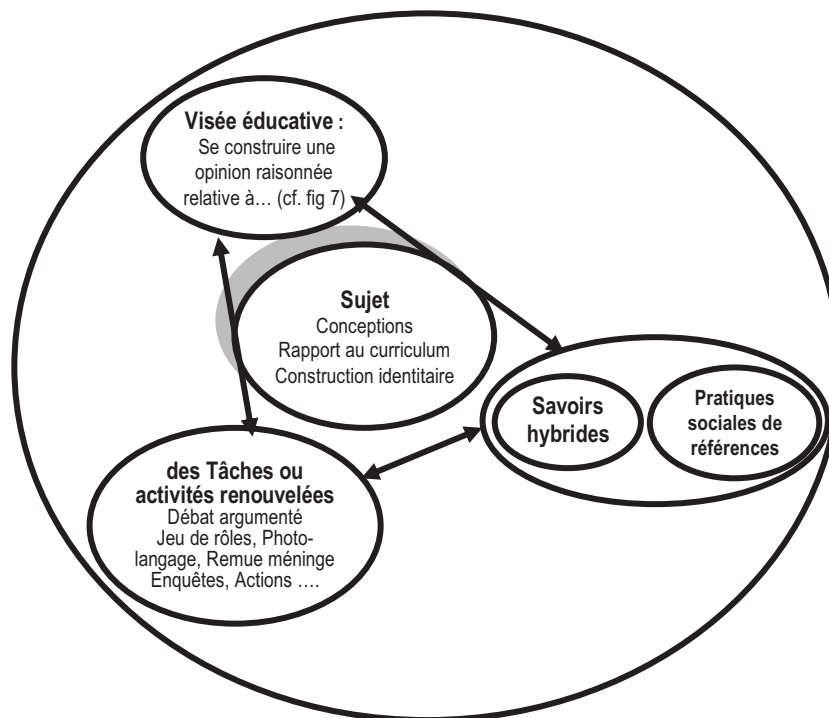 Visée éducative :
Se construire une
opinion raisonnée
relative à… (cf. fig 7)
Sujet
Conceptions
Rapport au curriculum
Construction identitaire
Savoirs
hybrides
Pratiques
sociales de
références
des Tâches ou
activités renouvelées
Débat argumenté
Jeu de rôles, Photo-
langage, Remue méninge
Enquêtes, Actions ….